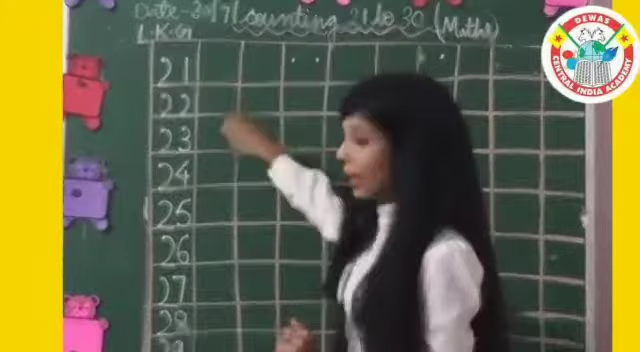 Date - 30/7/ counting 21 to 30 (Maths)
L.K.G
21
22
23
24
25
26
27
28
29
DEWAS
CENTRAL INDIA ACADEMY